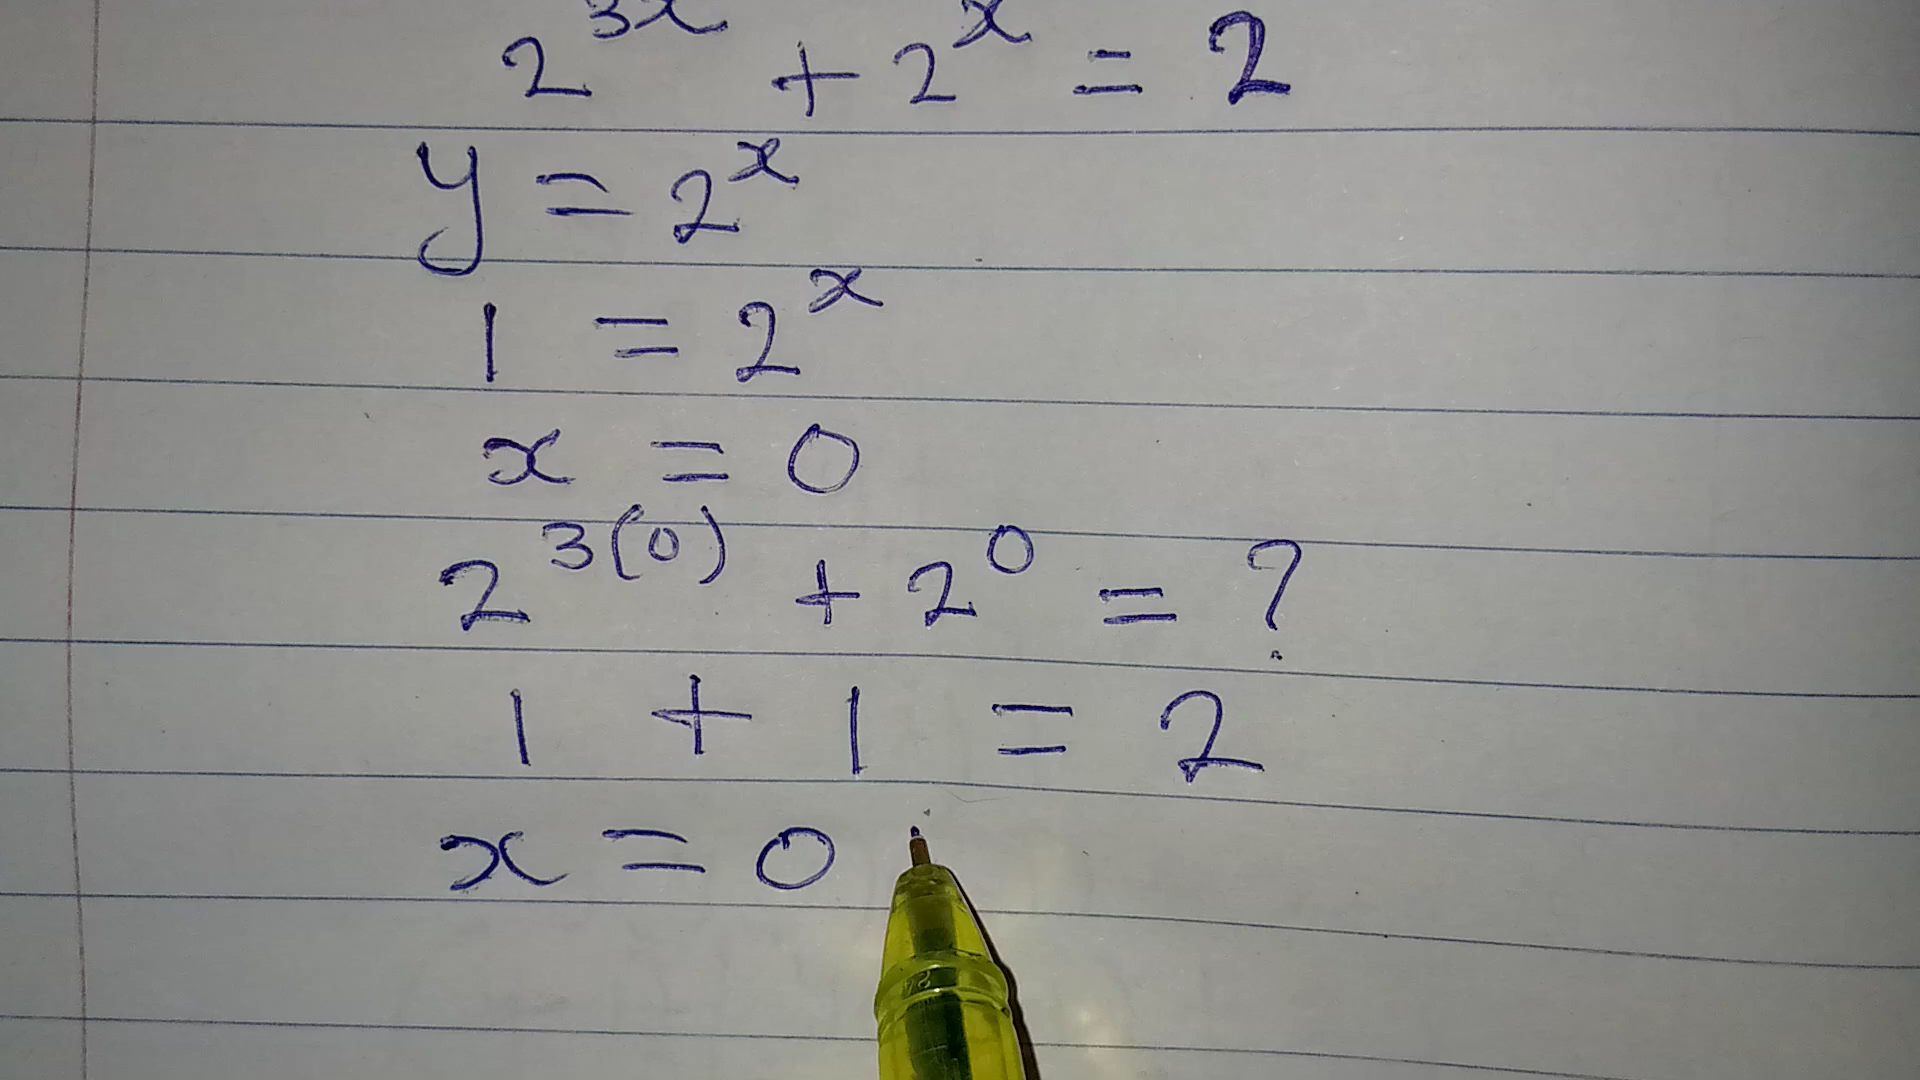 2^{3x} + 2^x = 2
y = 2^x
1 = 2^x
x = 0
2^{3(0)} + 2^0 = ?
1 + 1 = 2
x = 0